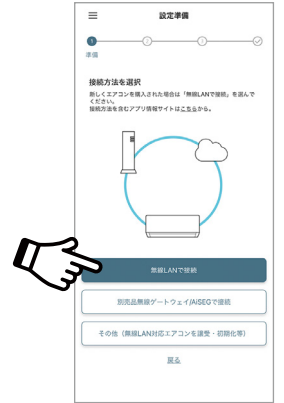 設定準備
1 2 3
準備
接続方法を選択
新しくエアコンを購入された場合は「無線LANで接続」を選んで
ください。
接続方法を含むアプリ情報サイトはこちらから。
無線LANで接続
別売品無線ゲートウェイ/AiSEGで接続
その他（無線LAN対応エアコンを譲受・初期化等）
戻る